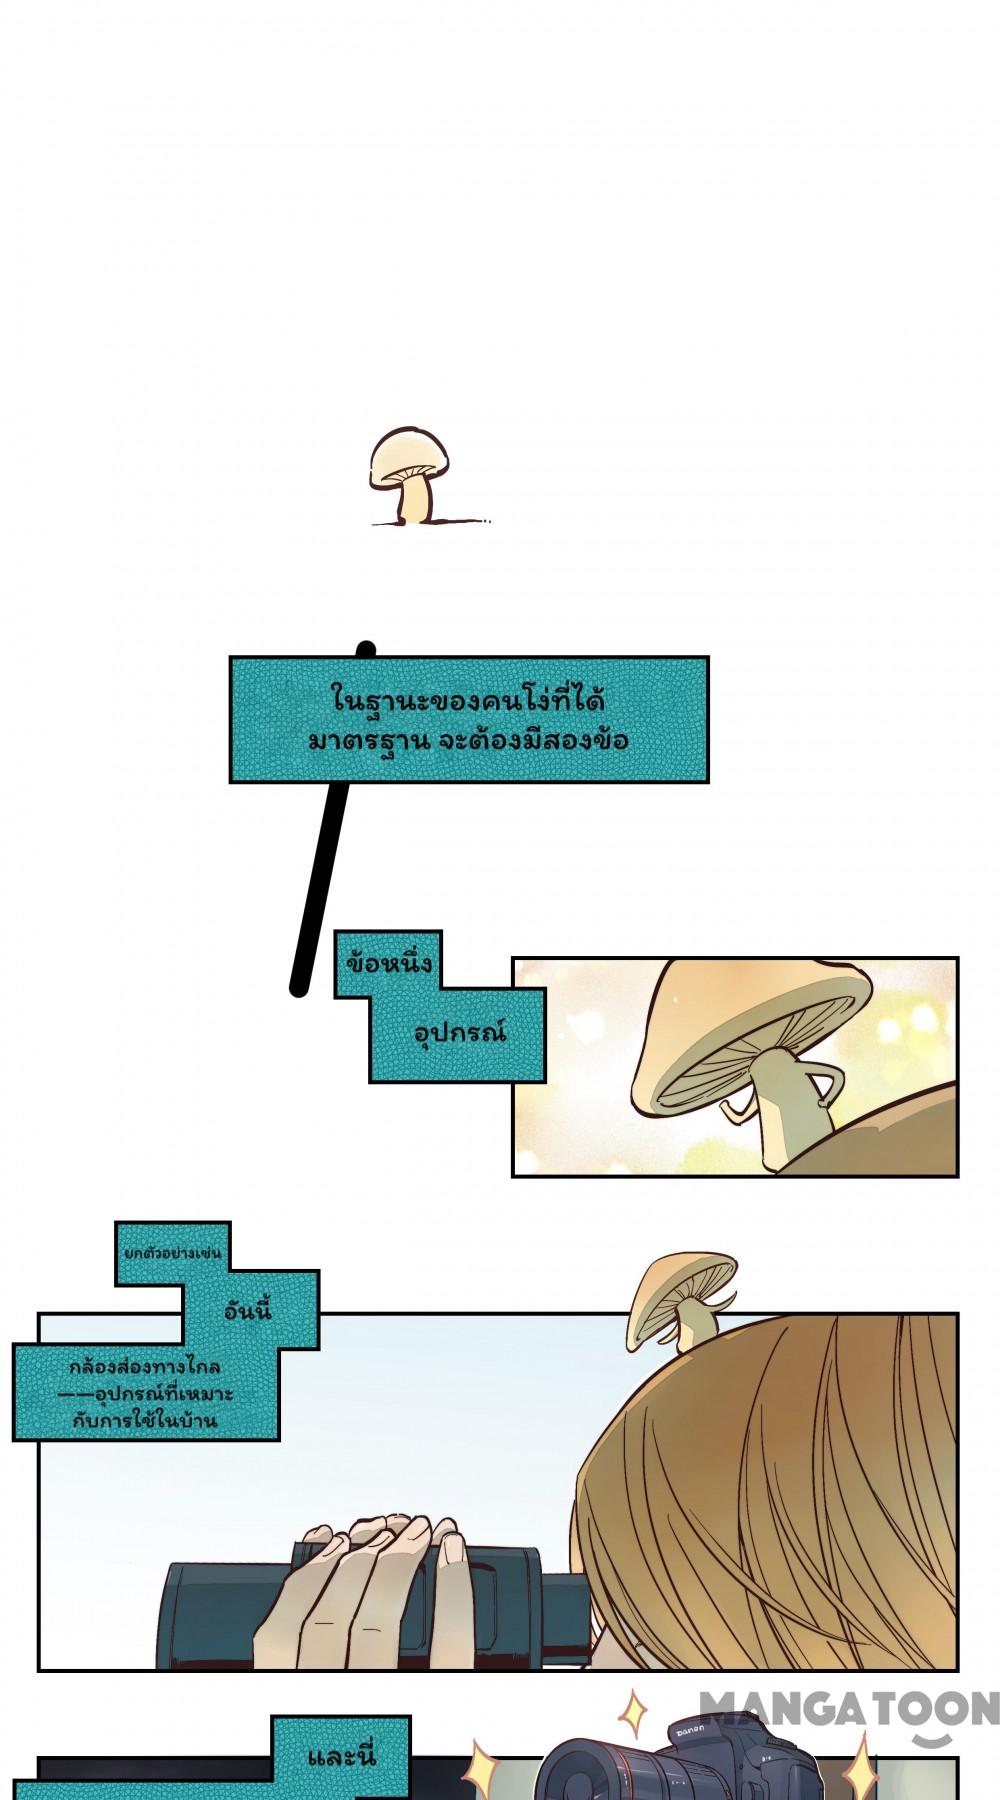 ในฐานะของคนโง่ที่ได้
มาตรฐาน จะต้องมีสองข้อ
ข้อหนึ่ง
อุปกรณ์
ยกตัวอย่างเช่น
อันนี้
กล้องส่องทางไกล
——อุปกรณ์ที่เหมาะ
กับการใช้ในบ้าน
MANGATOON
Danon
และนี่